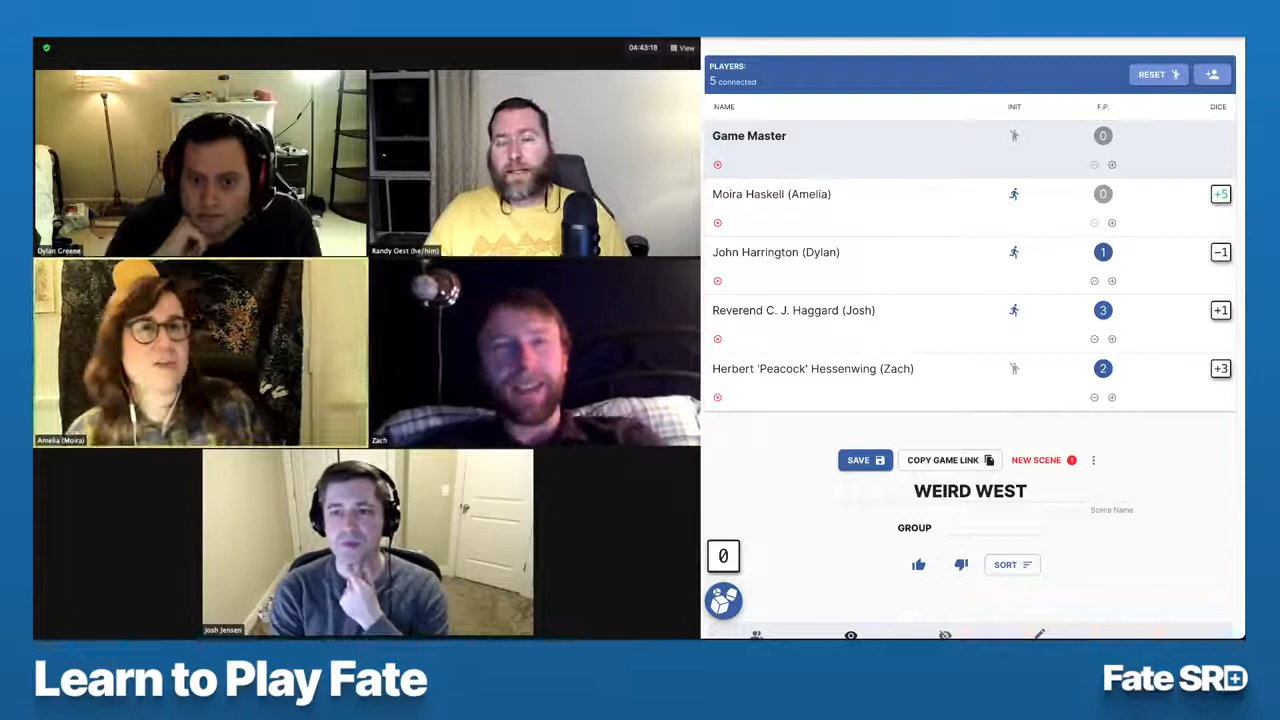 04:43:18
View
Dylan Greene
Randy Oest (he/him)
Amelia (Moira)
Zach
Josh Jensen
PLAYERS:
5 connected
RESET
NAME INIT F.P. DICE
Game Master 0
Moira Haskell (Amelia) 0 +5
John Harrington (Dylan) 1 −1
Reverend C. J. Haggard (Josh) 3 +1
Herbert 'Peacock' Hessenwing (Zach) 2 +3
SAVE COPY GAME LINK NEW SCENE
WEIRD WEST
Scene Name
GROUP
0
SORT
Learn to Play Fate
Fate SRD